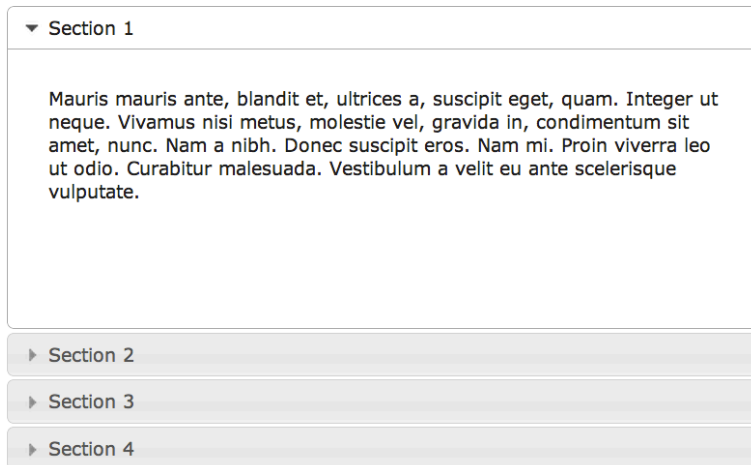 Section 1
Mauris mauris ante, blandit et, ultrices a, suscipit eget, quam. Integer ut
neque. Vivamus nisi metus, molestie vel, gravida in, condimentum sit
amet, nunc. Nam a nibh. Donec suscipit eros. Nam mi. Proin viverra leo
ut odio. Curabitur malesuada. Vestibulum a velit eu ante scelerisque
vulputate.
Section 2
Section 3
Section 4